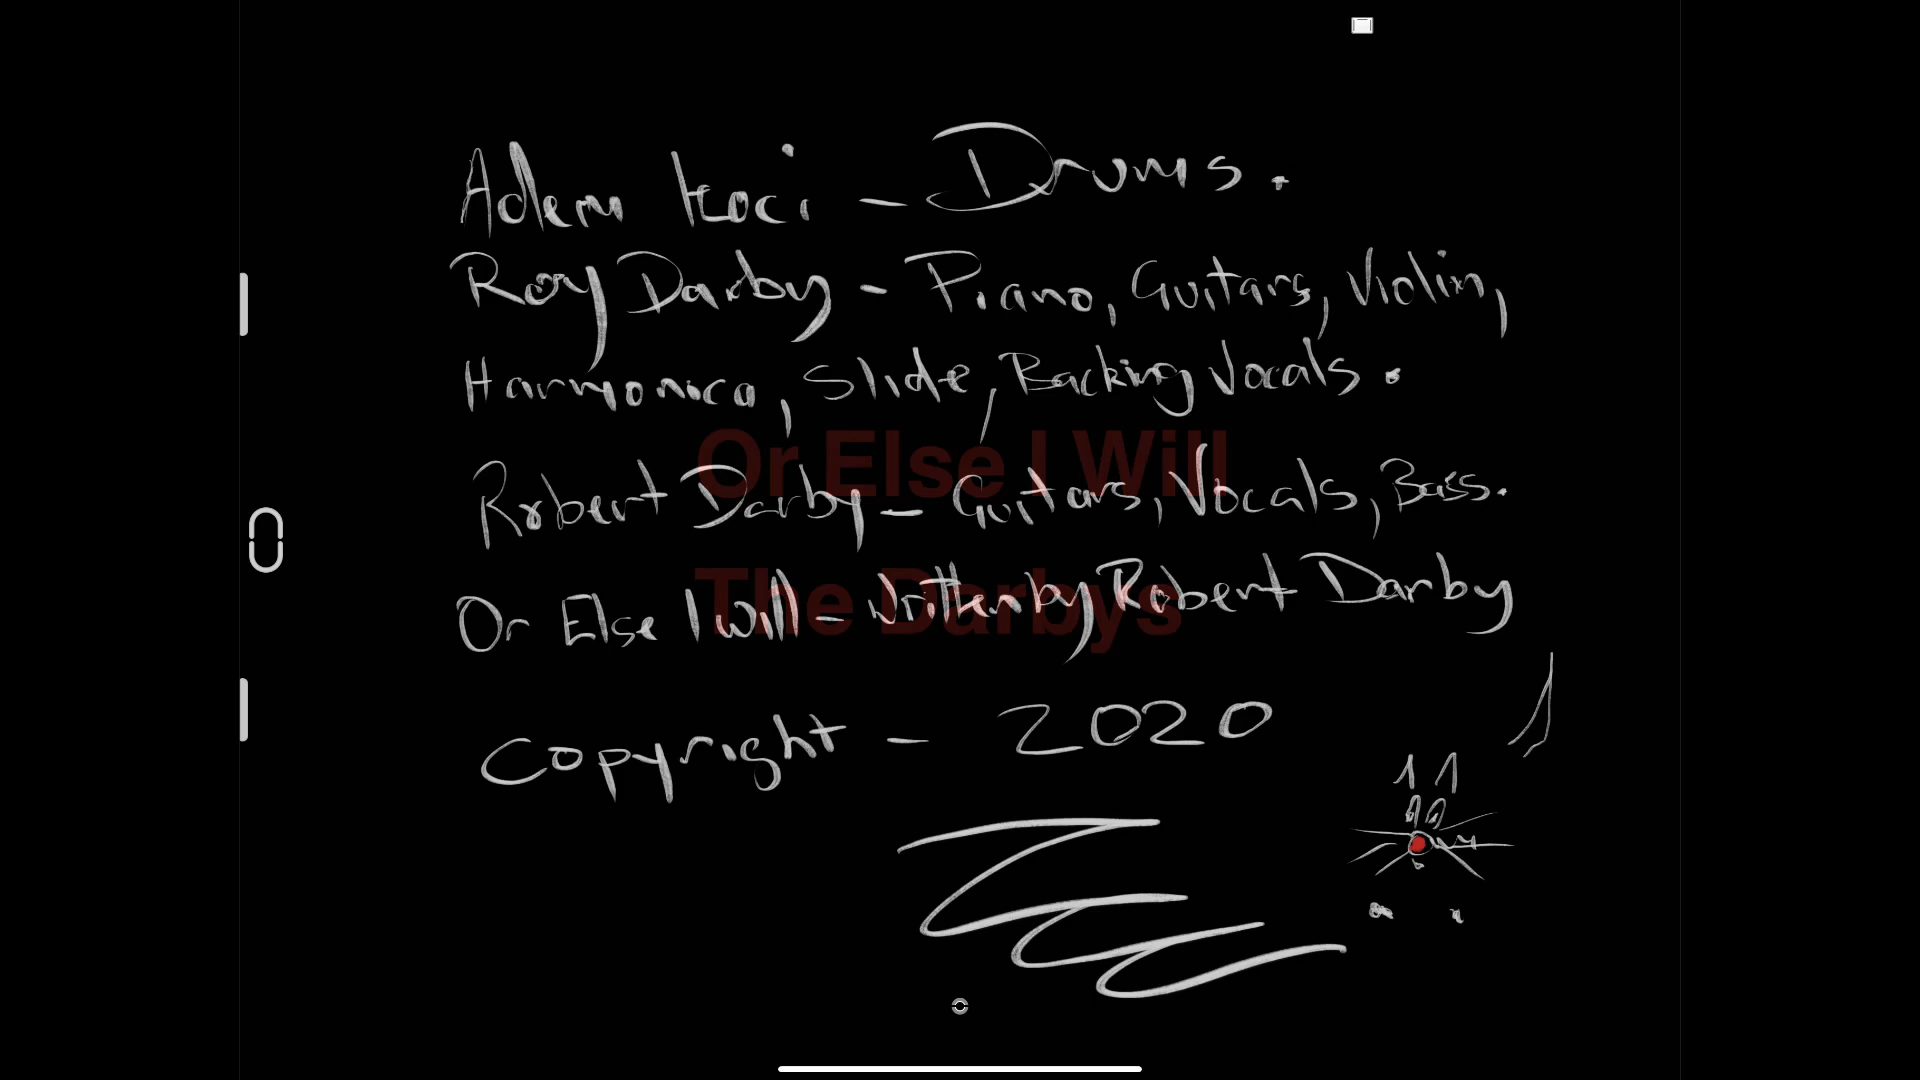 Adem Koci - Drums.
Roy Darby - Piano, Guitars, Violin,
Harmonica, Slide, Backing Vocals.
Or Else I Will
Robert Darby - Guitars, Vocals, Bass.
The Darbys
Or Else I Will - Written by Robert Darby
Copyright - 2020